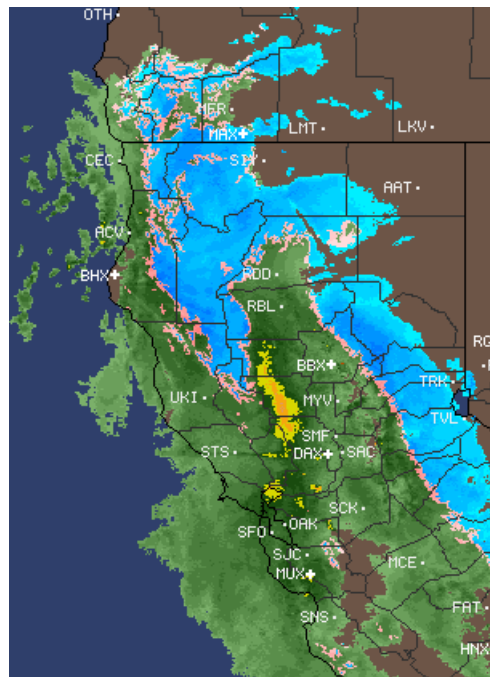 OTH
MFR
MAX
LMT
LKV
CEC
SIY
AAT
ACV
BHX
RDD
RBL
RG
BBX
TRK
UKI
MYV
TVL
SMF
STS
DAX
SAC
SCK
OAK
SFO
SJC
MCE
MUX
FAT
SNS
HNX